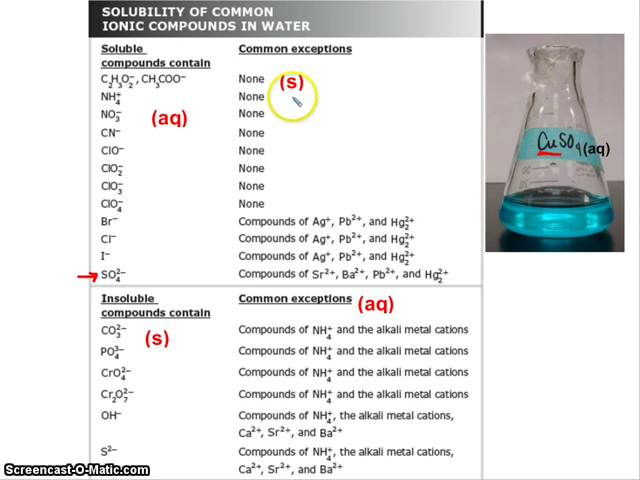 SOLUBILITY OF COMMON
IONIC COMPOUNDS IN WATER
Soluble
compounds contain
Common exceptions
C₂H₃O₂⁻, CH₃COO⁻ None (s)
NH₄⁺ None
NO₃⁻ (aq) None
CN⁻ None
ClO⁻ None
ClO₂⁻ None
ClO₃⁻ None
ClO₄⁻ None
Br⁻ Compounds of Ag⁺, Pb²⁺, and Hg₂²⁺
Cl⁻ Compounds of Ag⁺, Pb²⁺, and Hg₂²⁺
I⁻ Compounds of Ag⁺, Pb²⁺, and Hg₂²⁺
SO₄²⁻ Compounds of Sr²⁺, Ba²⁺, Pb²⁺, and Hg₂²⁺
Insoluble
compounds contain
Common exceptions (aq)
CO₃²⁻ (s) Compounds of NH₄⁺ and the alkali metal cations
PO₄³⁻ Compounds of NH₄⁺ and the alkali metal cations
CrO₄²⁻ Compounds of NH₄⁺ and the alkali metal cations
Cr₂O₇²⁻ Compounds of NH₄⁺ and the alkali metal cations
OH⁻ Compounds of NH₄⁺, the alkali metal cations,
Ca²⁺, Sr²⁺, and Ba²⁺
S²⁻ Compounds of NH₄⁺, the alkali metal cations,
Ca²⁺, Sr²⁺, and Ba²⁺
CuSO₄(aq)
Screencast-O-Matic.com